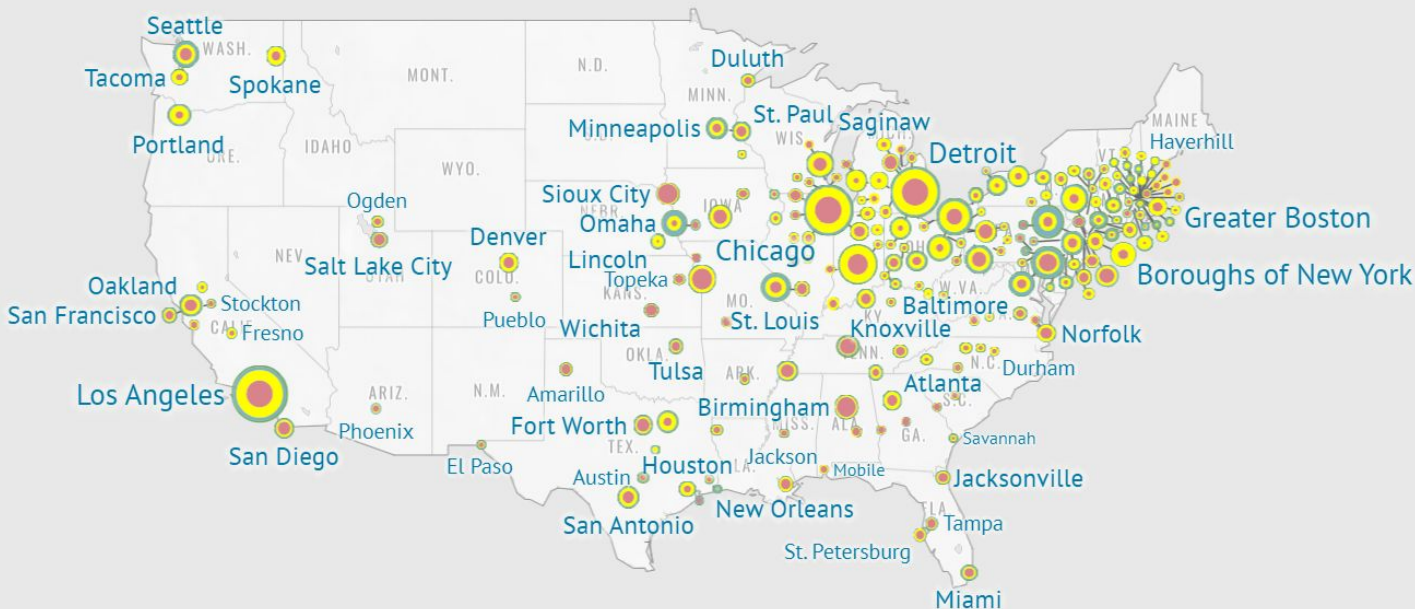 Seattle
WASH.
Tacoma
Spokane
Portland
ORE.
MONT.
IDAHO
WYO.
N.D.
Duluth
MINN.
Minneapolis
St. Paul
WIS.
Saginaw
MICH.
Detroit
MAINE
VT.
Haverhill
Sioux City
NEBR.
IOWA
Omaha
Greater Boston
Ogden
NEV.
Salt Lake City
UTAH
Denver
COLO.
Pueblo
Lincoln
Topeka
KANS.
Chicago
MO.
Boroughs of New York
W.VA.
Baltimore
KY.
Oakland
Stockton
San Francisco
CALIF.
Fresno
Wichita
St. Louis
Knoxville
TENN.
Norfolk
N.C.
Durham
OKLA.
Tulsa
ARK.
Atlanta
S.C.
Los Angeles
ARIZ.
N.M.
Amarillo
Birmingham
Phoenix
Fort Worth
MISS.
ALA.
GA.
San Diego
TEX.
El Paso
Austin
Houston
LA.
Jackson
Mobile
Savannah
Jacksonville
San Antonio
New Orleans
FLA.
Tampa
St. Petersburg
Miami